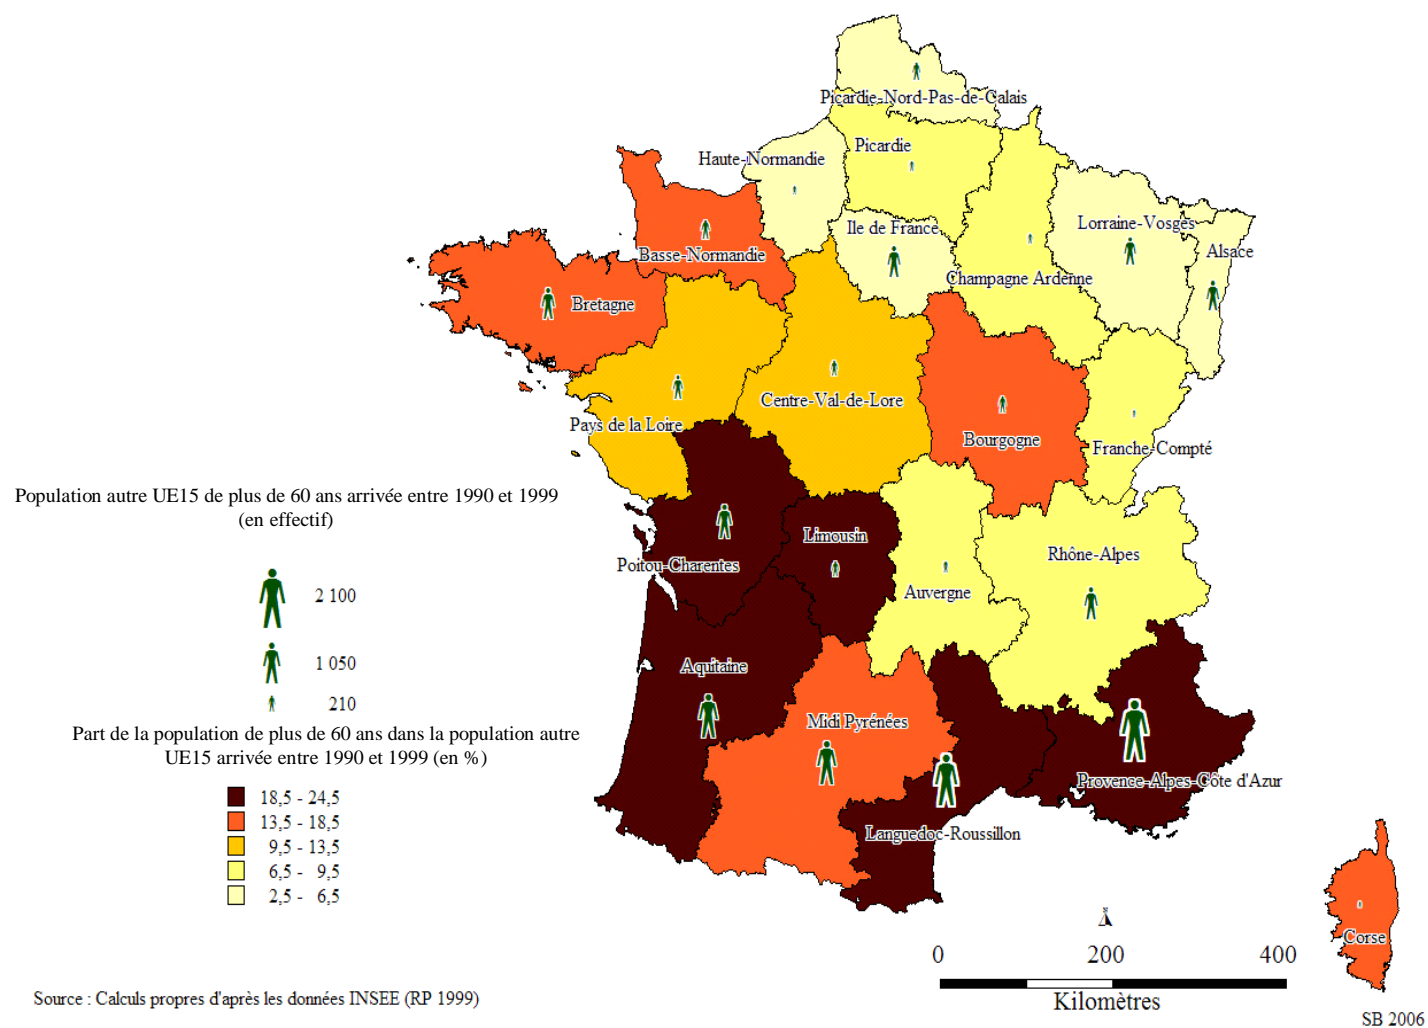 Picardie-Nord-Pas-de-Calais
Picardie
Haute-Normandie
Ile de France
Lorraine-Vosges
Alsace
Basse-Normandie
Champagne Ardenne
Bretagne
Centre-Val-de-Lore
Pays de la Loire
Bourgogne
Franche-Compté
Population autre UE15 de plus de 60 ans arrivée entre 1990 et 1999
(en effectif)
2 100
1 050
210
Part de la population de plus de 60 ans dans la population autre
UE15 arrivée entre 1990 et 1999 (en %)
18,5 - 24,5
13,5 - 18,5
9,5 - 13,5
6,5 - 9,5
2,5 - 6,5
Limousin
Poitou-Charentes
Rhône-Alpes
Auvergne
Aquitaine
Midi Pyrénées
Provence-Alpes-Côte d'Azur
Languedoc-Roussillon
Corse
N
0 200 400
Kilomètres
Source : Calculs propres d'après les données INSEE (RP 1999)
SB 2006